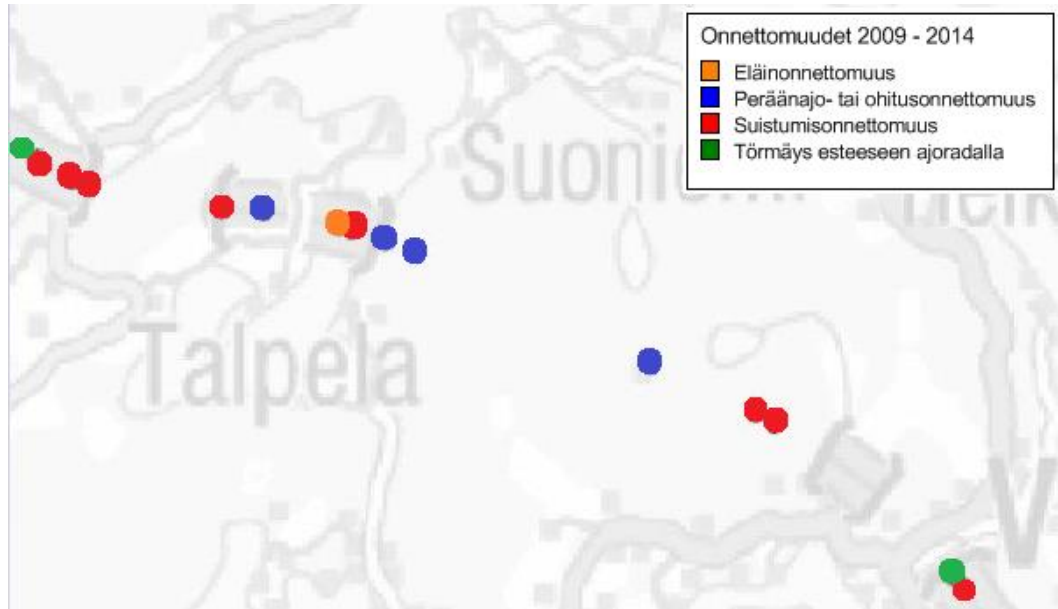 Onnettomuudet 2009 - 2014
Eläinonnettomuus
Peräänajo- tai ohitusonnettomuus
Suistumisonnettomuus
Törmäys esteeseen ajoradalla
Talpela